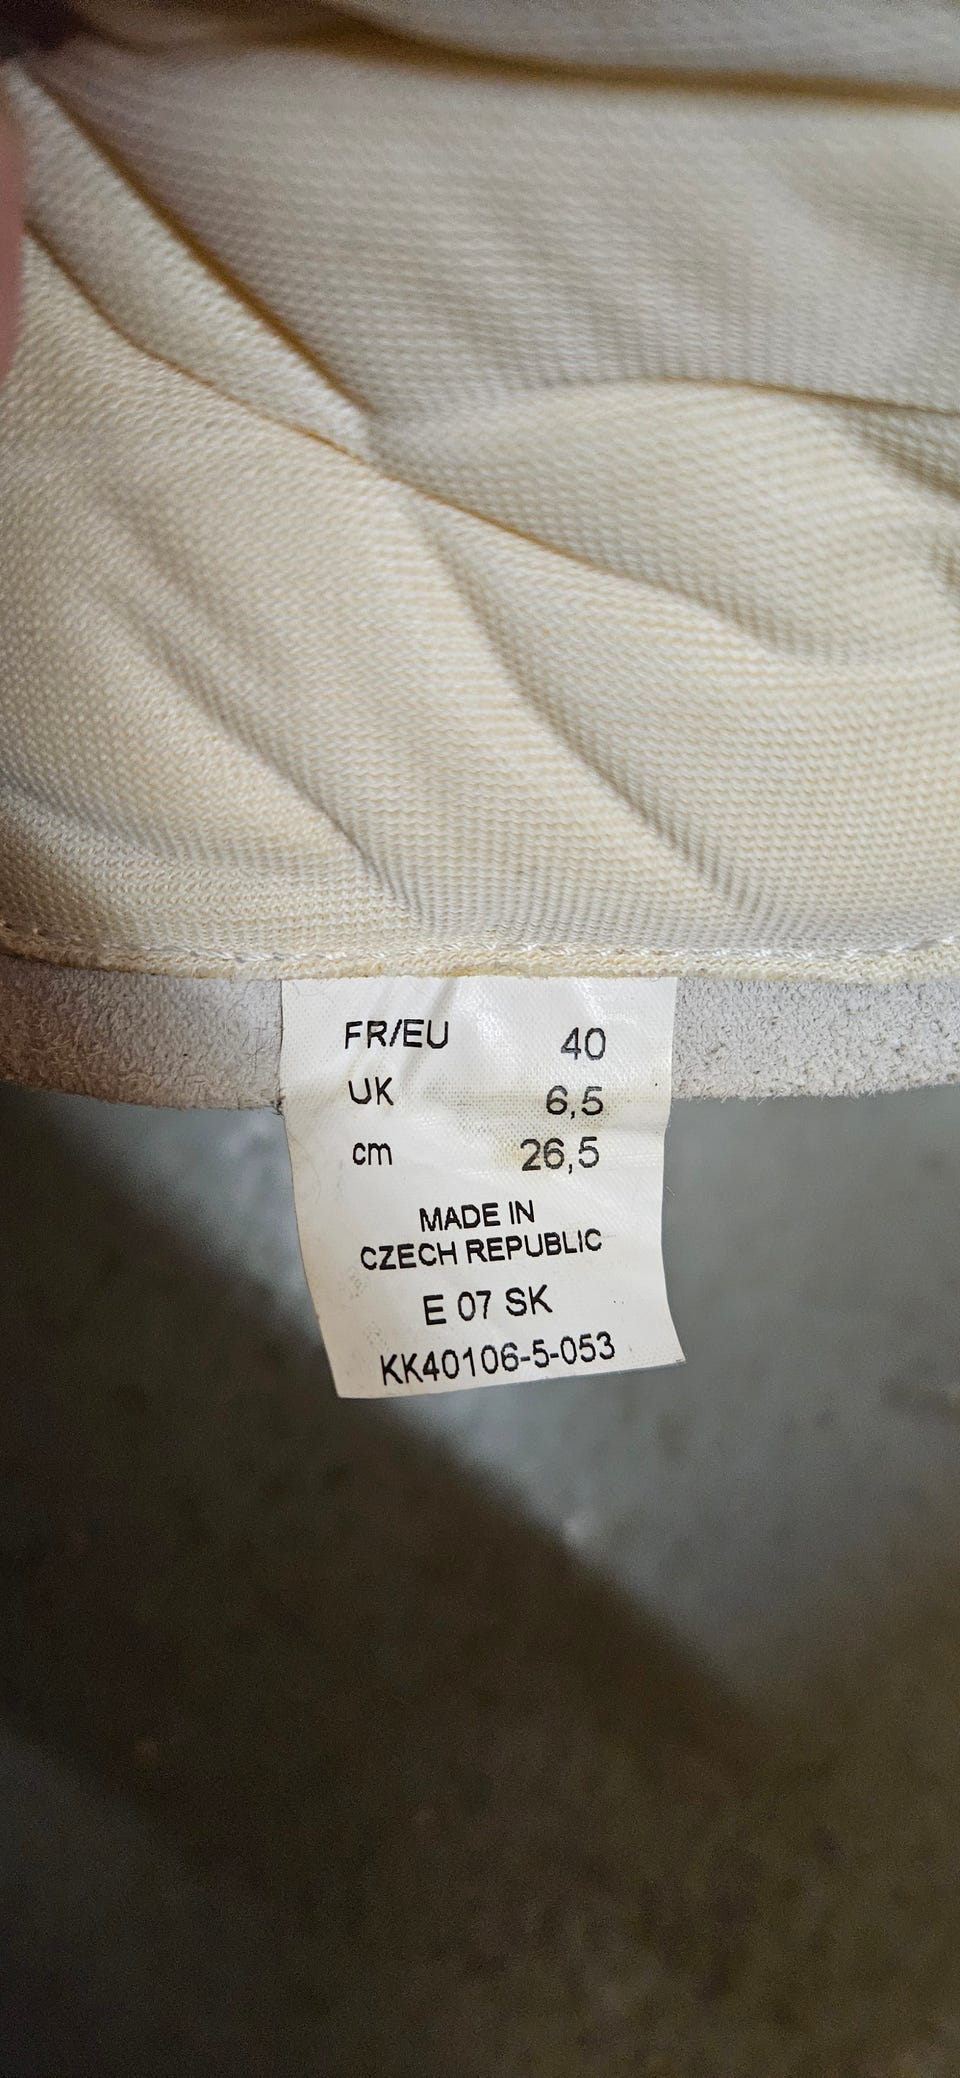 FR/EU 40
UK 6,5
cm 26,5
MADE IN
CZECH REPUBLIC
E 07 SK
KK40106-5-053